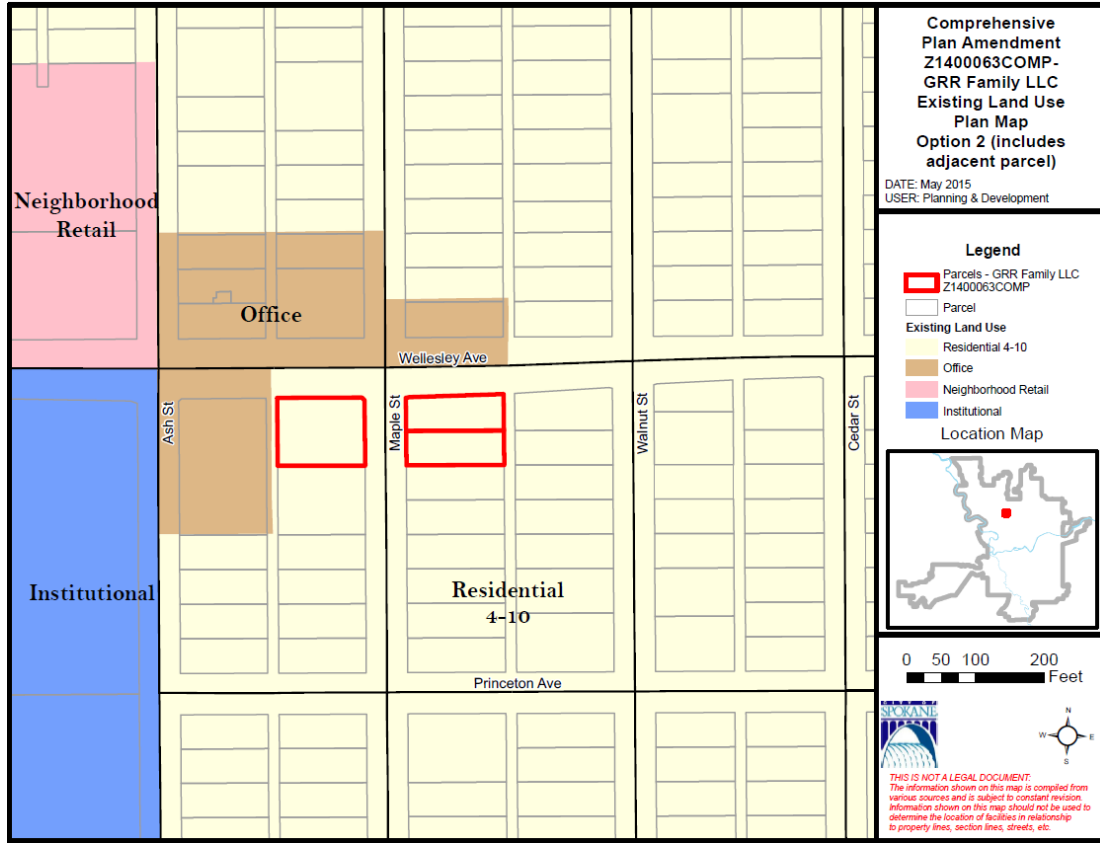 Comprehensive
Plan Amendment
Z1400063COMP-
GRR Family LLC
Existing Land Use
Plan Map
Option 2 (includes
adjacent parcel)
DATE: May 2015
USER: Planning & Development
Legend
Parcels - GRR Family LLC
Z1400063COMP
Parcel
Existing Land Use
Residential 4-10
Office
Neighborhood Retail
Institutional
Location Map
0 50 100 200
Feet
CITY OF
SPOKANE
N
W E
S
THIS IS NOT A LEGAL DOCUMENT:
The information shown on this map is compiled from
various sources and is subject to constant revision.
Information shown on this map should not be used to
determine the location of facilities in relationship
to property lines, section lines, streets, etc.
Neighborhood
Retail
Office
Wellesley Ave
Ash St
Maple St
Walnut St
Cedar St
Institutional
Residential
4-10
Princeton Ave